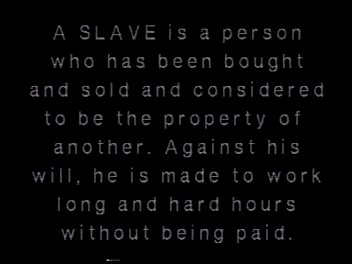 A SLAVE is a person
who has been bought
and sold and considered
to be the property of
another. Against his
will, he is made to work
long and hard hours
without being paid.